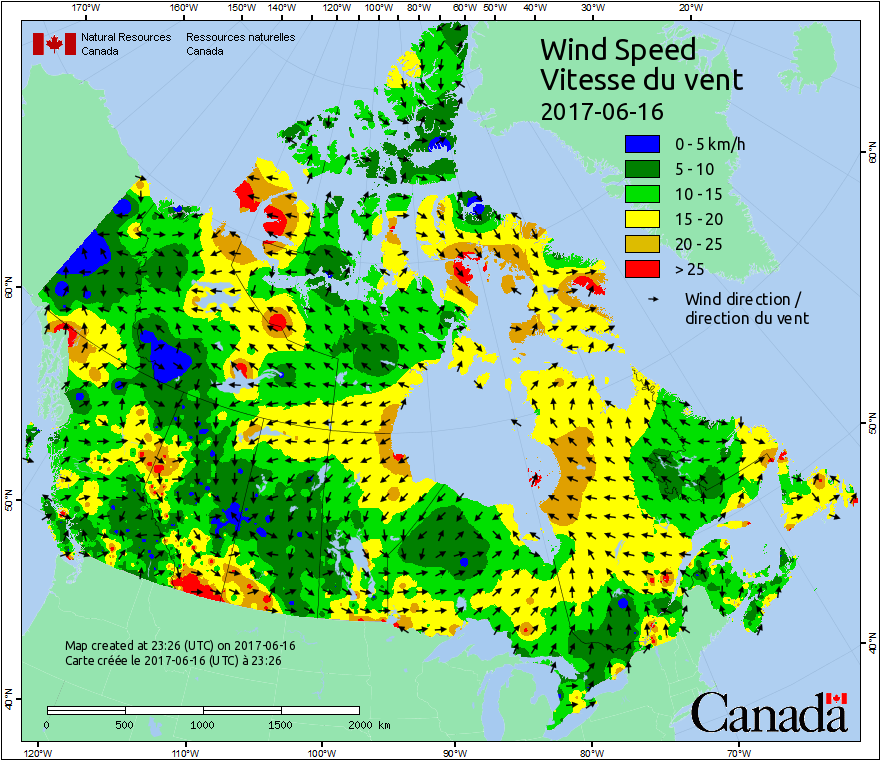 170°W 160°W 150°W 140°W 130°W 120°W 110°W 100°W 90°W 80°W 70°W 60°W 50°W 40°W 30°W 20°W
Natural Resources Canada
Ressources naturelles Canada
Wind Speed
Vitesse du vent
2017-06-16
0 - 5 km/h
5 - 10
10 - 15
15 - 20
20 - 25
> 25
Wind direction /
direction du vent
60°N
50°N
40°N
60°N
50°N
40°N
Map created at 23:26 (UTC) on 2017-06-16
Carte créée le 2017-06-16 (UTC) à 23:26
0 500 1000 1500 2000 km
Canada
120°W 110°W 100°W 90°W 80°W 70°W